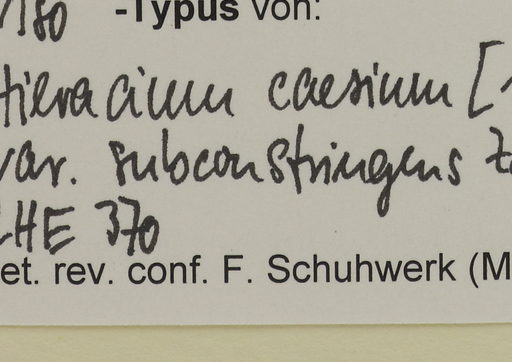 -Typus von:
Hieracium caesium [
var. subconstringens
HE 370
et. rev. conf. F. Schuhwerk (M